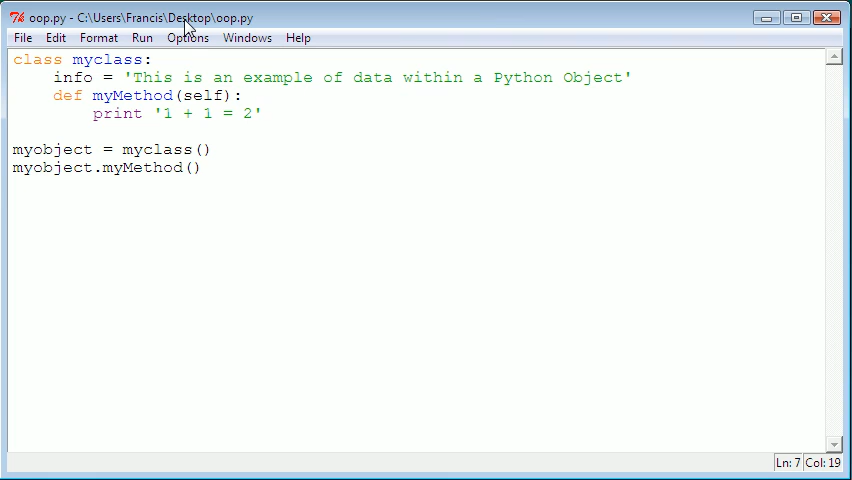 oop.py - C:\Users\Francis\Desktop\oop.py
File Edit Format Run Options Windows Help
class myclass:
    info = 'This is an example of data within a Python Object'
    def myMethod(self):
        print '1 + 1 = 2'
myobject = myclass()
myobject.myMethod()
Ln: 7 Col: 19